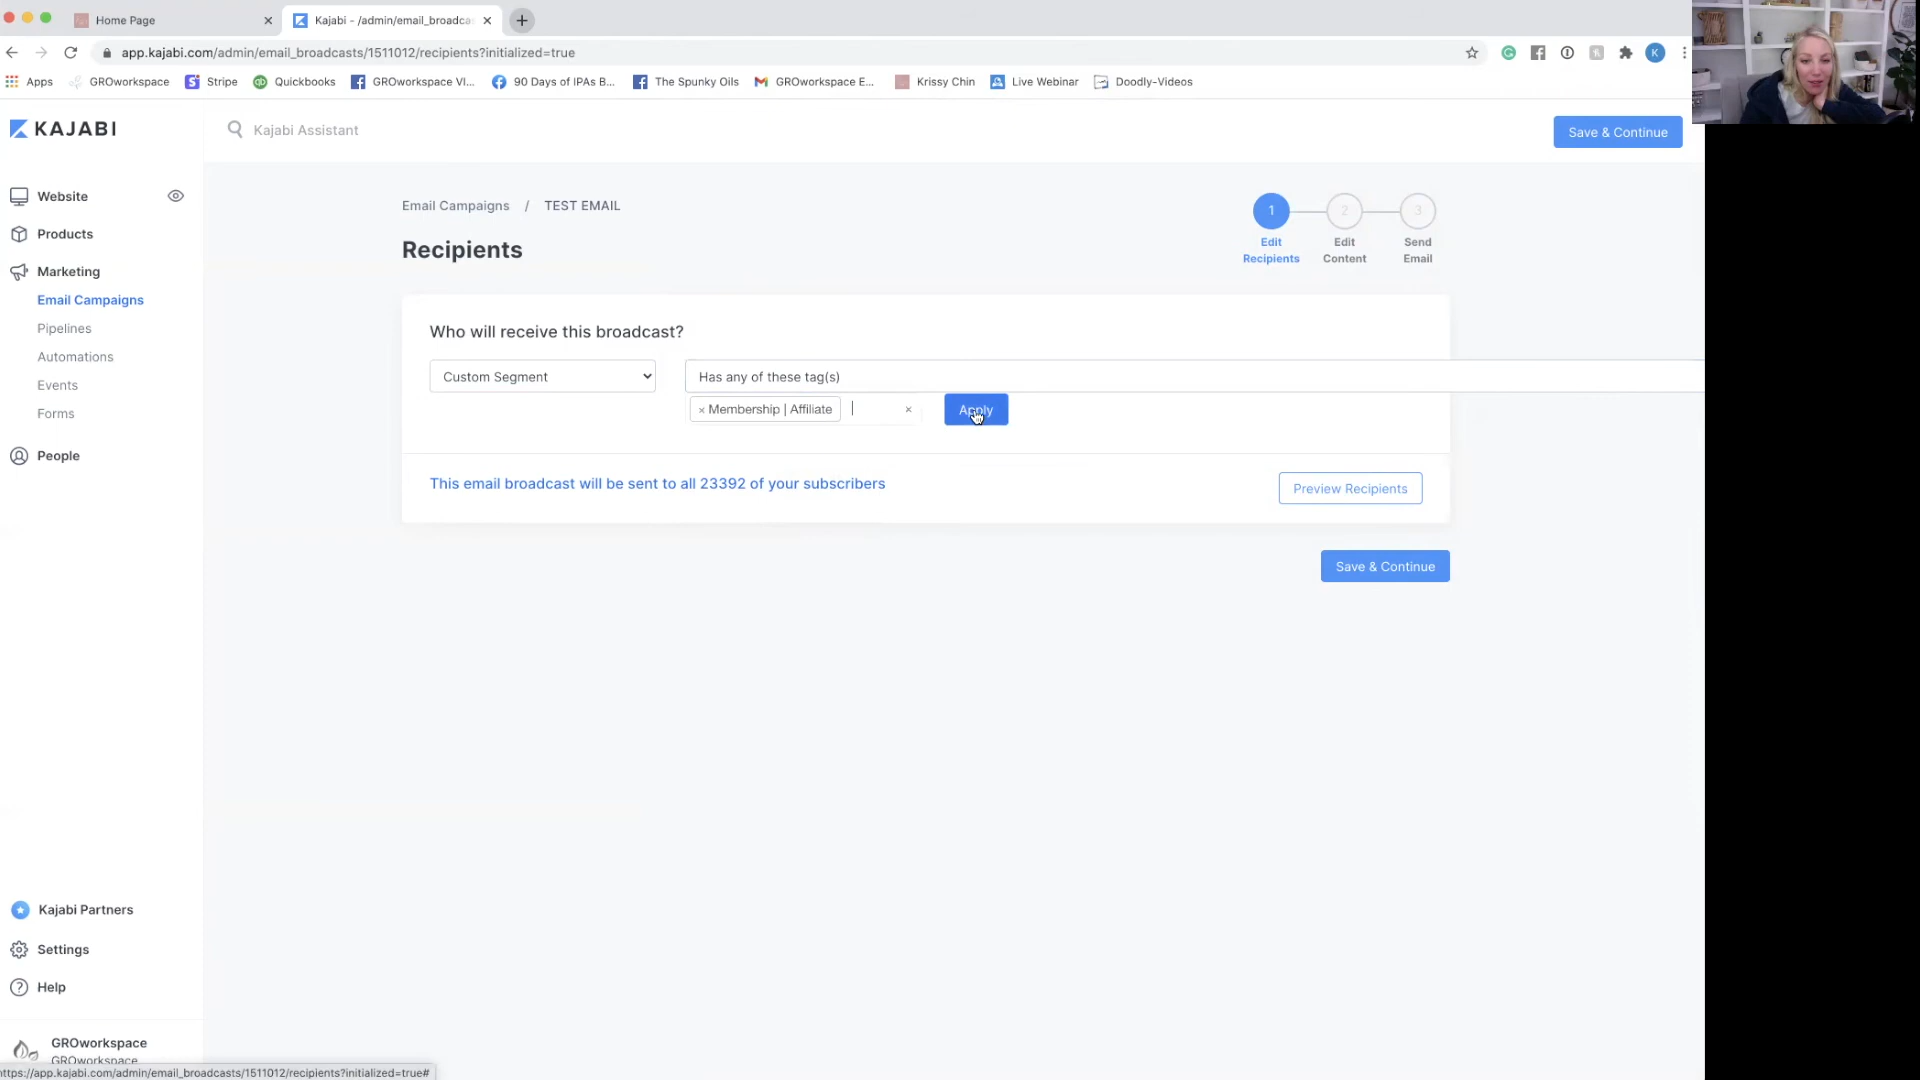 Home Page
Kajabi - /admin/email_broadca
app.kajabi.com/admin/email_broadcasts/1511012/recipients?initialized=true
K
Apps
GROworkspace
Stripe
Quickbooks
GROworkspace VI...
90 Days of IPAs B...
The Spunky Oils
GROworkspace E...
Krissy Chin
Live Webinar
Doodly-Videos
KAJABI
Kajabi Assistant
Save & Continue
Website
Products
Marketing
Email Campaigns
Pipelines
Automations
Events
Forms
People
Kajabi Partners
Settings
Help
GROworkspace
GROworkspace
Email Campaigns / TEST EMAIL
Recipients
1
Edit Recipients
2
Edit Content
3
Send Email
Who will receive this broadcast?
Custom Segment
Has any of these tag(s)
× Membership | Affiliate ×
Apply
This email broadcast will be sent to all 23392 of your subscribers
Preview Recipients
Save & Continue
https://app.kajabi.com/admin/email_broadcasts/1511012/recipients?initialized=true#